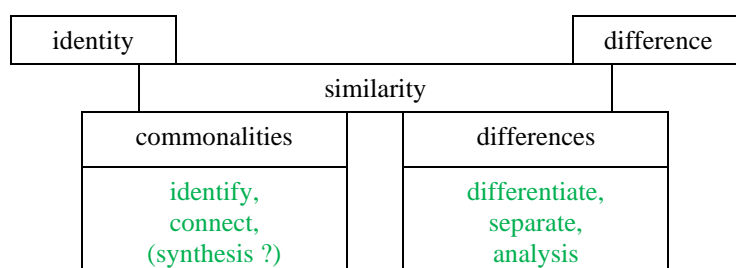 identity
difference
similarity
commonalities
differences
identify,
connect,
(synthesis ?)
differentiate,
separate,
analysis